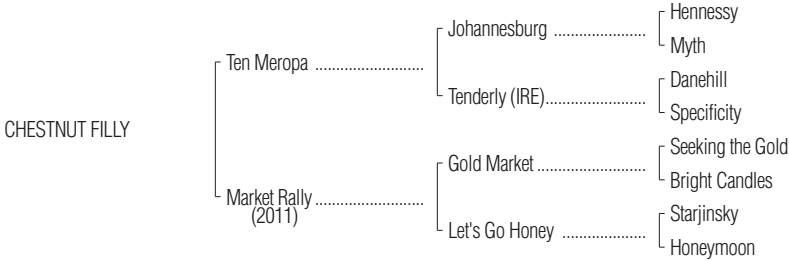 Hennessy
Johannesburg ......................
Myth
Ten Meropa ..........................
Danehill
Tenderly (IRE)........................
Specificity
CHESTNUT FILLY
Seeking the Gold
Gold Market ..........................
Bright Candles
Market Rally ..........................
(2011)
Starjinsky
Let's Go Honey ....................
Honeymoon